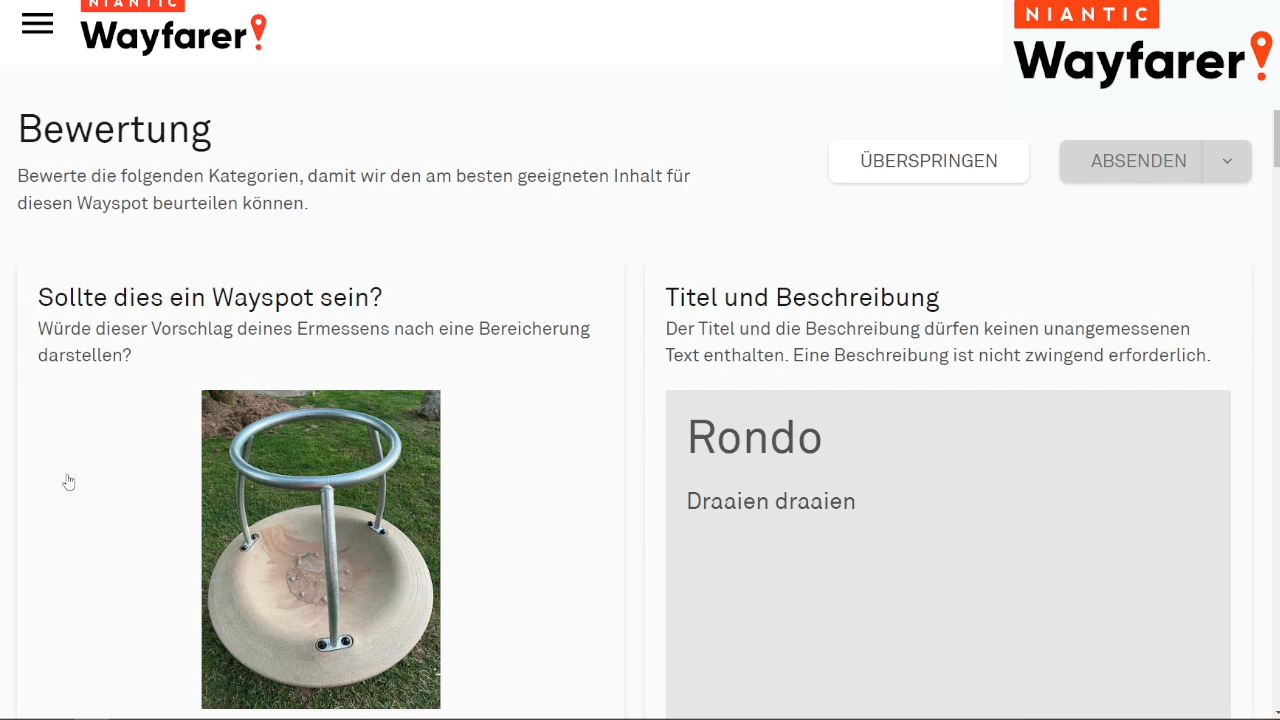 NIANTIC
Wayfarer
NIANTIC
Wayfarer
Bewertung
Bewerte die folgenden Kategorien, damit wir den am besten geeigneten Inhalt für
diesen Wayspot beurteilen können.
ÜBERSPRINGEN
ABSENDEN
Sollte dies ein Wayspot sein?
Würde dieser Vorschlag deines Ermessens nach eine Bereicherung
darstellen?
Titel und Beschreibung
Der Titel und die Beschreibung dürfen keinen unangemessenen
Text enthalten. Eine Beschreibung ist nicht zwingend erforderlich.
Rondo
Draaien draaien